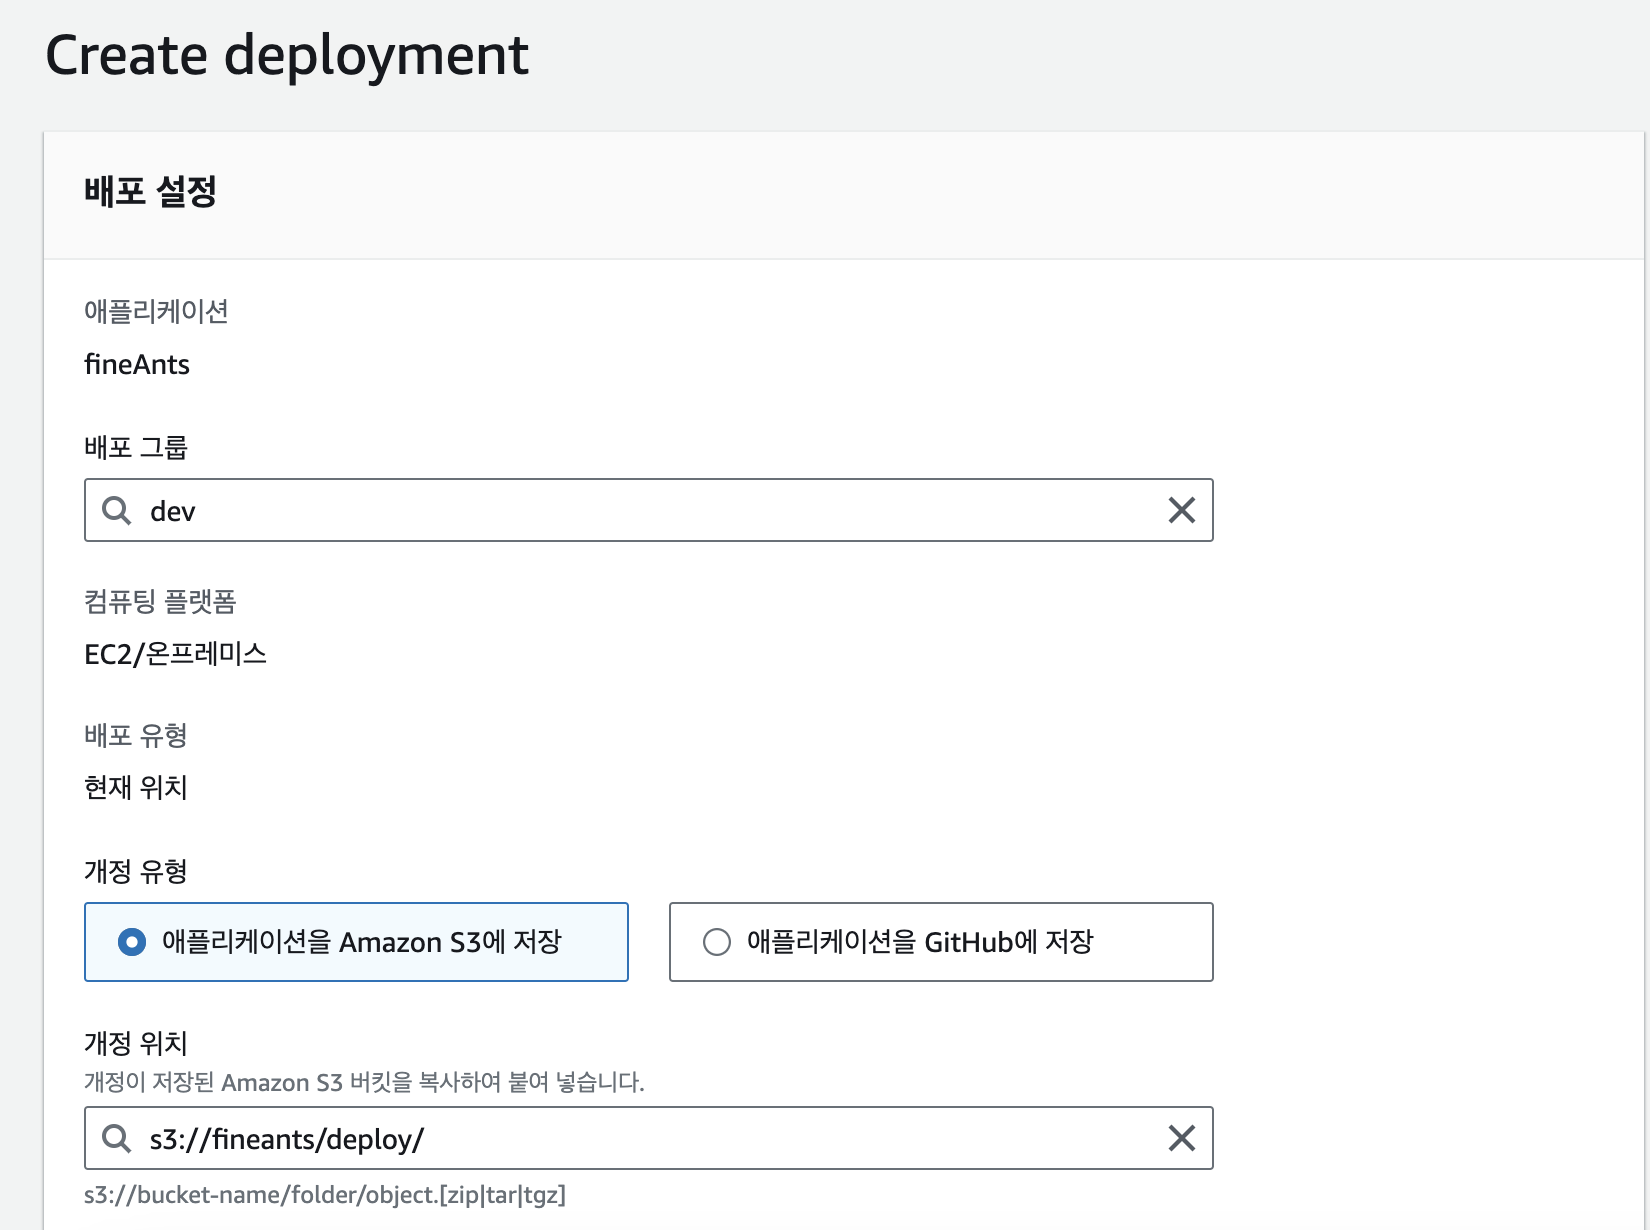 Create deployment
배포 설정
애플리케이션
fineAnts
배포 그룹
dev
컴퓨팅 플랫폼
EC2/온프레미스
배포 유형
현재 위치
개정 유형
애플리케이션을 Amazon S3에 저장
애플리케이션을 GitHub에 저장
개정 위치
개정이 저장된 Amazon S3 버킷을 복사하여 붙여 넣습니다.
s3://fineants/deploy/
s3://bucket-name/folder/object.[zip|tar|tgz]